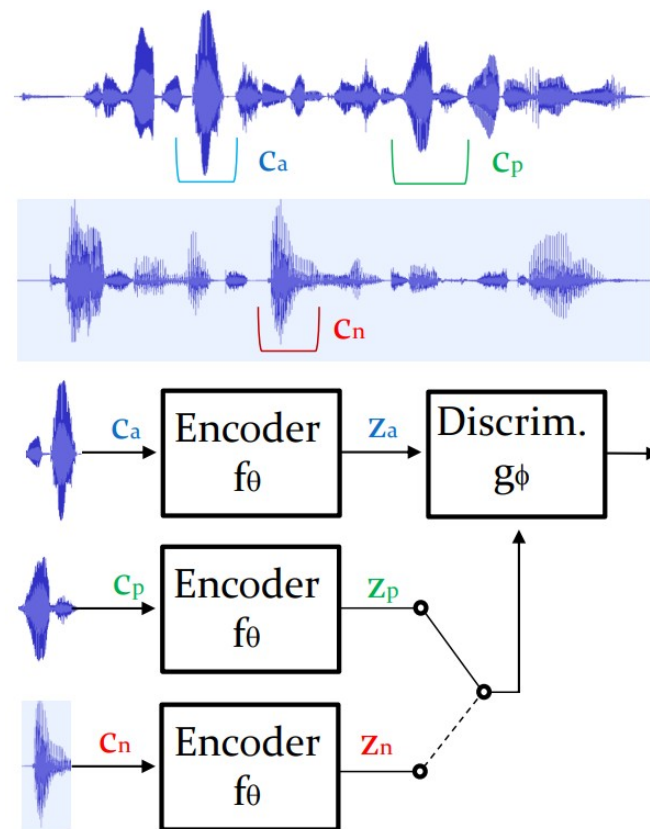 ca
cp
cn
ca
Encoder
fθ
za
Discrim.
gϕ
cp
Encoder
fθ
zp
cn
Encoder
fθ
zn